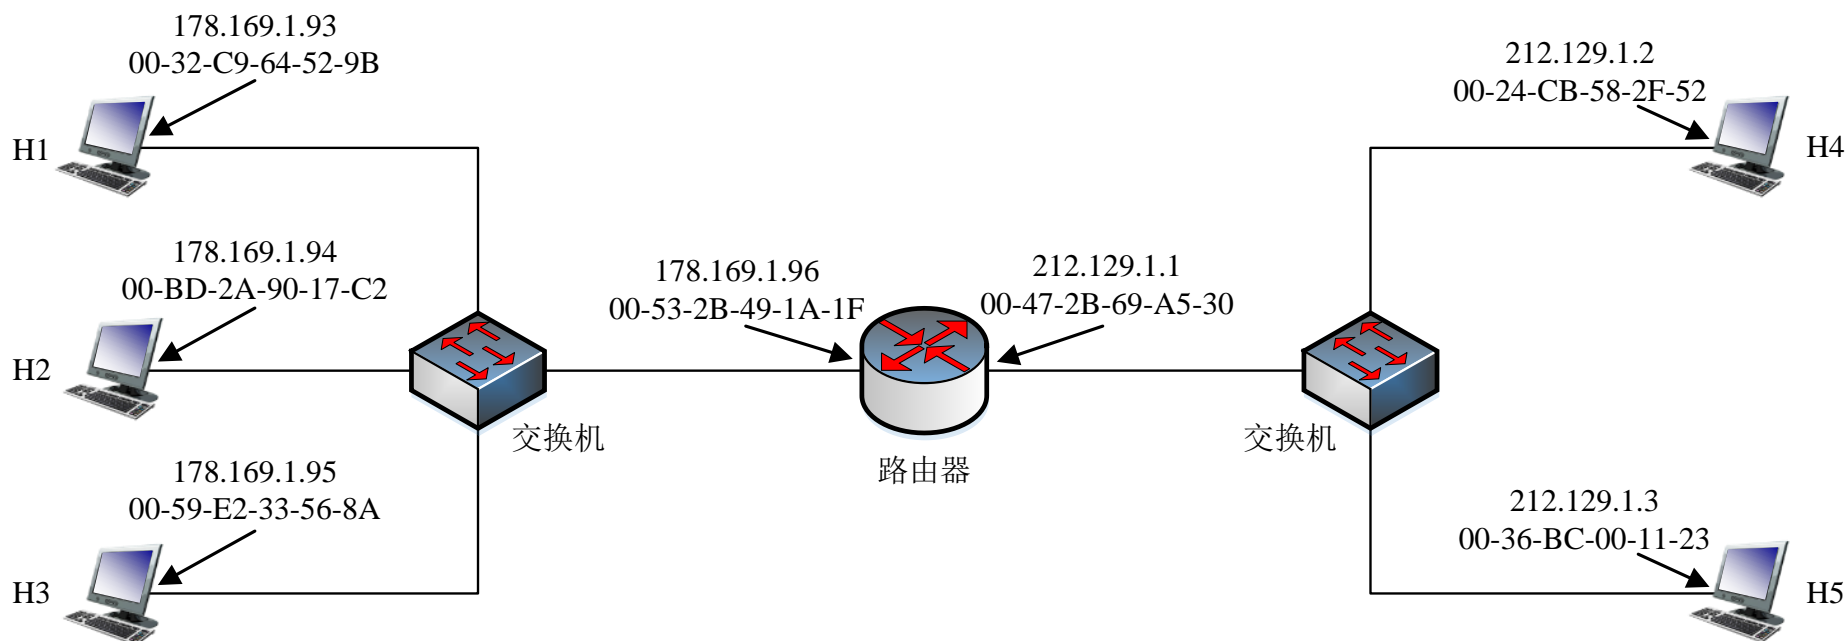 178.169.1.93
00-32-C9-64-52-9B
H1
212.129.1.2
00-24-CB-58-2F-52
H4
178.169.1.94
00-BD-2A-90-17-C2
H2
178.169.1.96
00-53-2B-49-1A-1F
212.129.1.1
00-47-2B-69-A5-30
交换机
路由器
交换机
178.169.1.95
00-59-E2-33-56-8A
H3
212.129.1.3
00-36-BC-00-11-23
H5